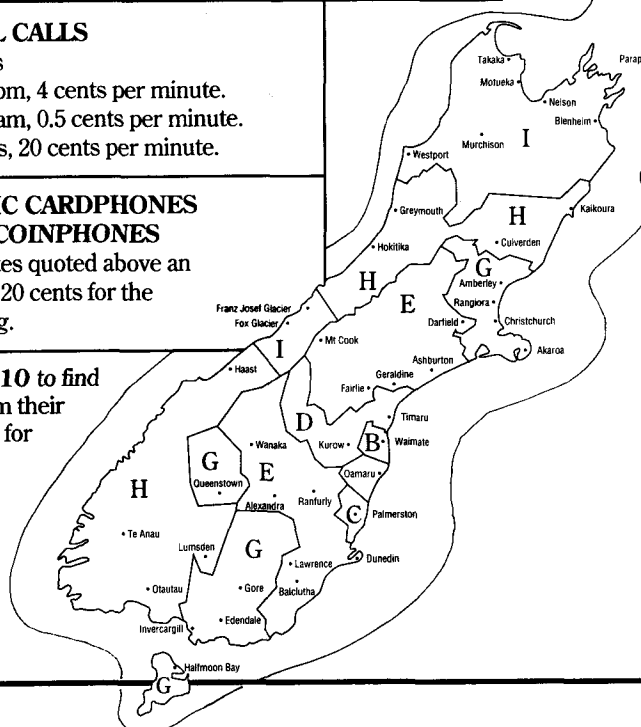 L CALLS
s
om, 4 cents per minute.
am, 0.5 cents per minute.
s, 20 cents per minute.
IC CARDPHONES
COINPHONES
tes quoted above an
20 cents for the
g.
10 to find
m their
for
Takaka
Parap
Motueka
Nelson
Blenheim
Murchison
I
Westport
Greymouth
H
Kaikoura
Culverden
Hokitika
G
H
Amberley
E
Rangiora
Franz Josef Glacier
Fox Glacier
Darfield
Christchurch
Mt Cook
I
Akaroa
Haast
Ashburton
Geraldine
Fairlie
D
Timaru
Wanaka
Kurow
B
Waimate
G
E
Oamaru
Queenstown
H
Ranfurly
Alexandra
C
Palmerston
Te Anau
Lumsden
G
Dunedin
Lawrence
Otautau
Gore
Balclutha
Invercargill
Edendale
Halfmoon Bay
G